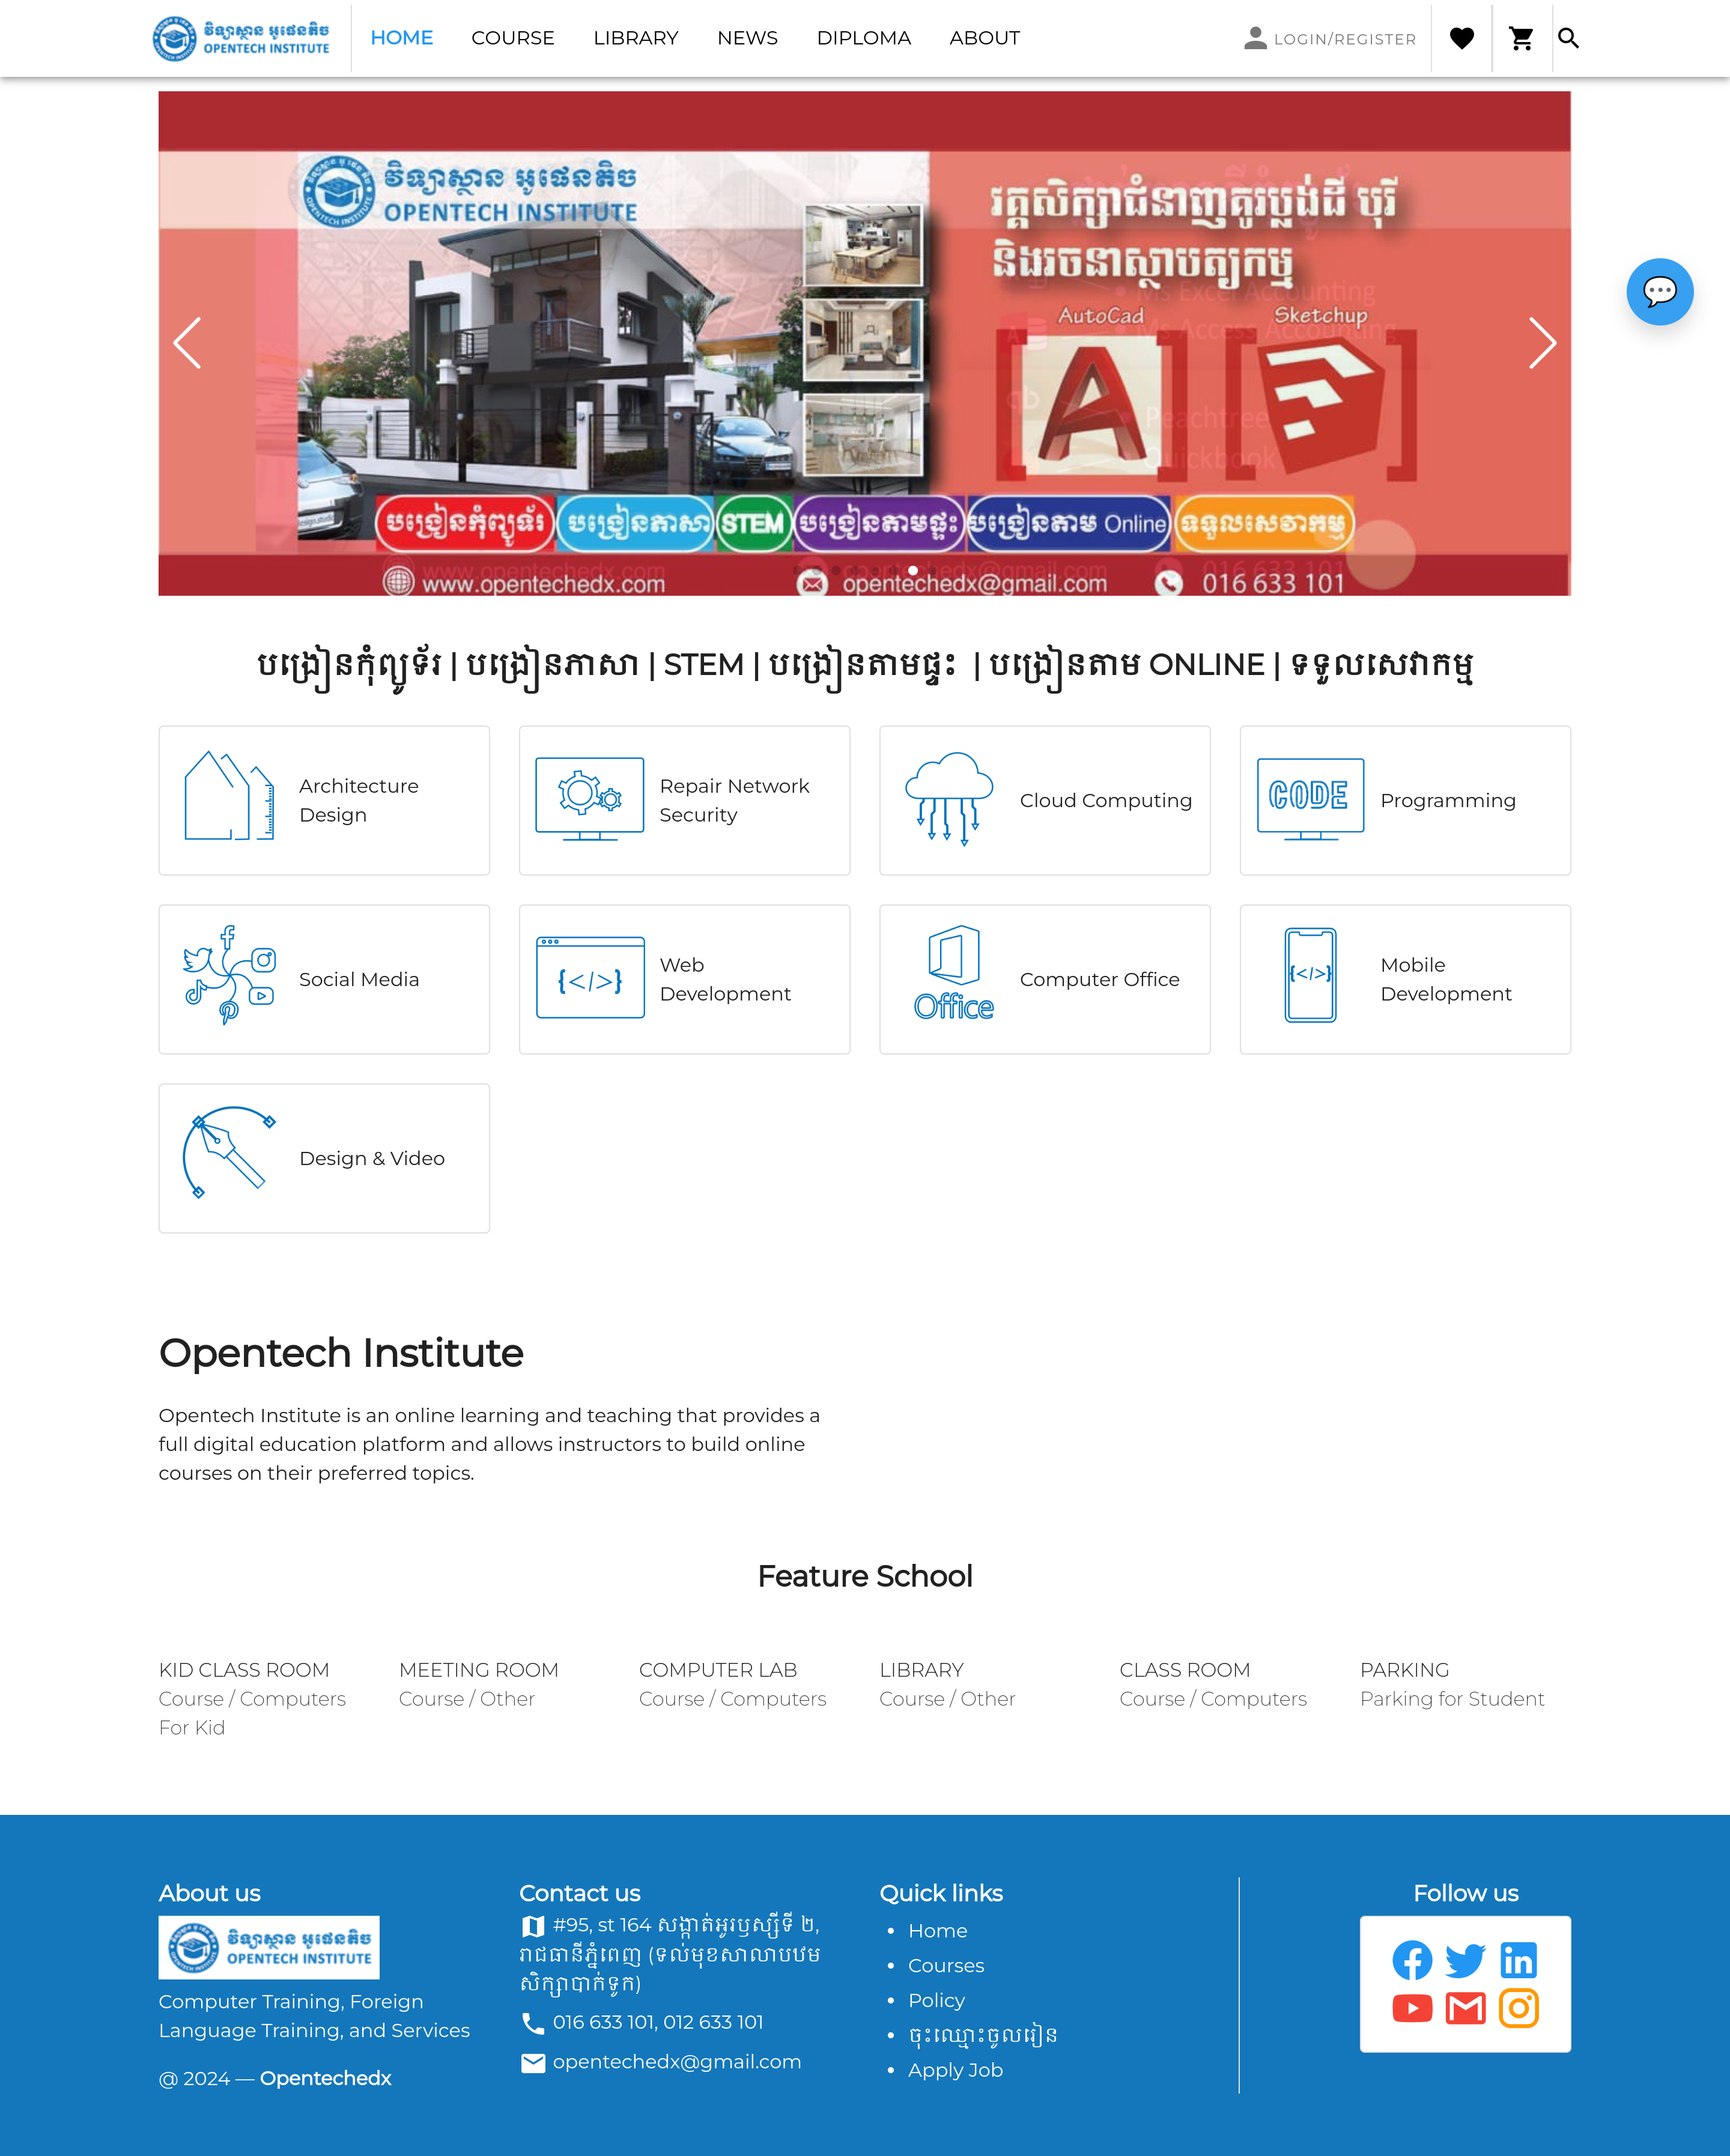 វិទ្យាស្ថាន អូផេនតិច
OPENTECH INSTITUTE
HOME COURSE LIBRARY NEWS DIPLOMA ABOUT
LOGIN/REGISTER
វិទ្យាស្ថាន អូផេនតិច
OPENTECH INSTITUTE
វគ្គសិក្សាជំនាញគូរប្លង់ដី បុរី
និងរចនាស្ថាបត្យកម្ម
Ms Excel Accounting
Ms Access Accounting
AutoCad Sketchup
Peachtree
Quickbook
បង្រៀនកុំព្យូទ័រ បង្រៀនភាសា STEM បង្រៀនតាមផ្ទះ បង្រៀនតាម Online ទទួលសេវាកម្ម
www.opentechedx.com opentechedx@gmail.com 016 633 101
បង្រៀនកុំព្យូទ័រ | បង្រៀនភាសា | STEM | បង្រៀនតាមផ្ទះ | បង្រៀនតាម ONLINE | ទទួលសេវាកម្ម
Architecture
Design
Repair Network
Security
Cloud Computing
CODE
Programming
Social Media
{</>}
Web
Development
Office
Computer Office
{</>}
Mobile
Development
Design & Video
Opentech Institute
Opentech Institute is an online learning and teaching that provides a
full digital education platform and allows instructors to build online
courses on their preferred topics.
Feature School
KID CLASS ROOM
Course / Computers
For Kid
MEETING ROOM
Course / Other
COMPUTER LAB
Course / Computers
LIBRARY
Course / Other
CLASS ROOM
Course / Computers
PARKING
Parking for Student
About us
វិទ្យាស្ថាន អូផេនតិច
OPENTECH INSTITUTE
Computer Training, Foreign
Language Training, and Services
@ 2024 — Opentechedx
Contact us
#95, st 164 សង្កាត់អូរឫស្សីទី ២,
រាជធានីភ្នំពេញ (ទល់មុខសាលាបឋម
សិក្សាបាក់ទូក)
016 633 101, 012 633 101
opentechedx@gmail.com
Quick links
Home
Courses
Policy
ចុះឈ្មោះចូលរៀន
Apply Job
Follow us